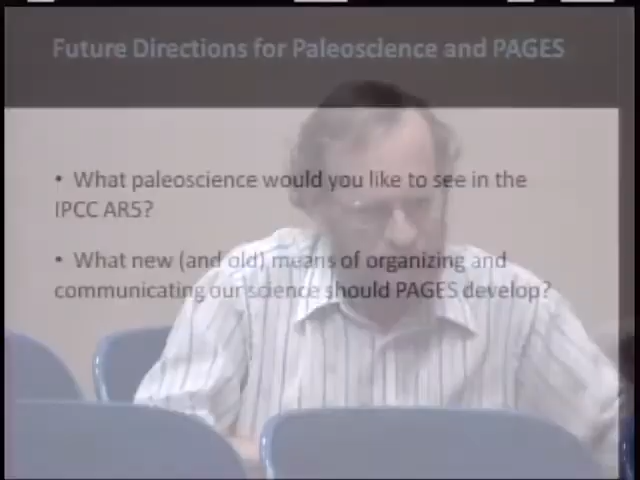 Future Directions for Paleoscience and PAGES
• What paleoscience would you like to see in the
IPCC AR5?
• What new (and old) means of organizing and
communicating our science should PAGES develop?